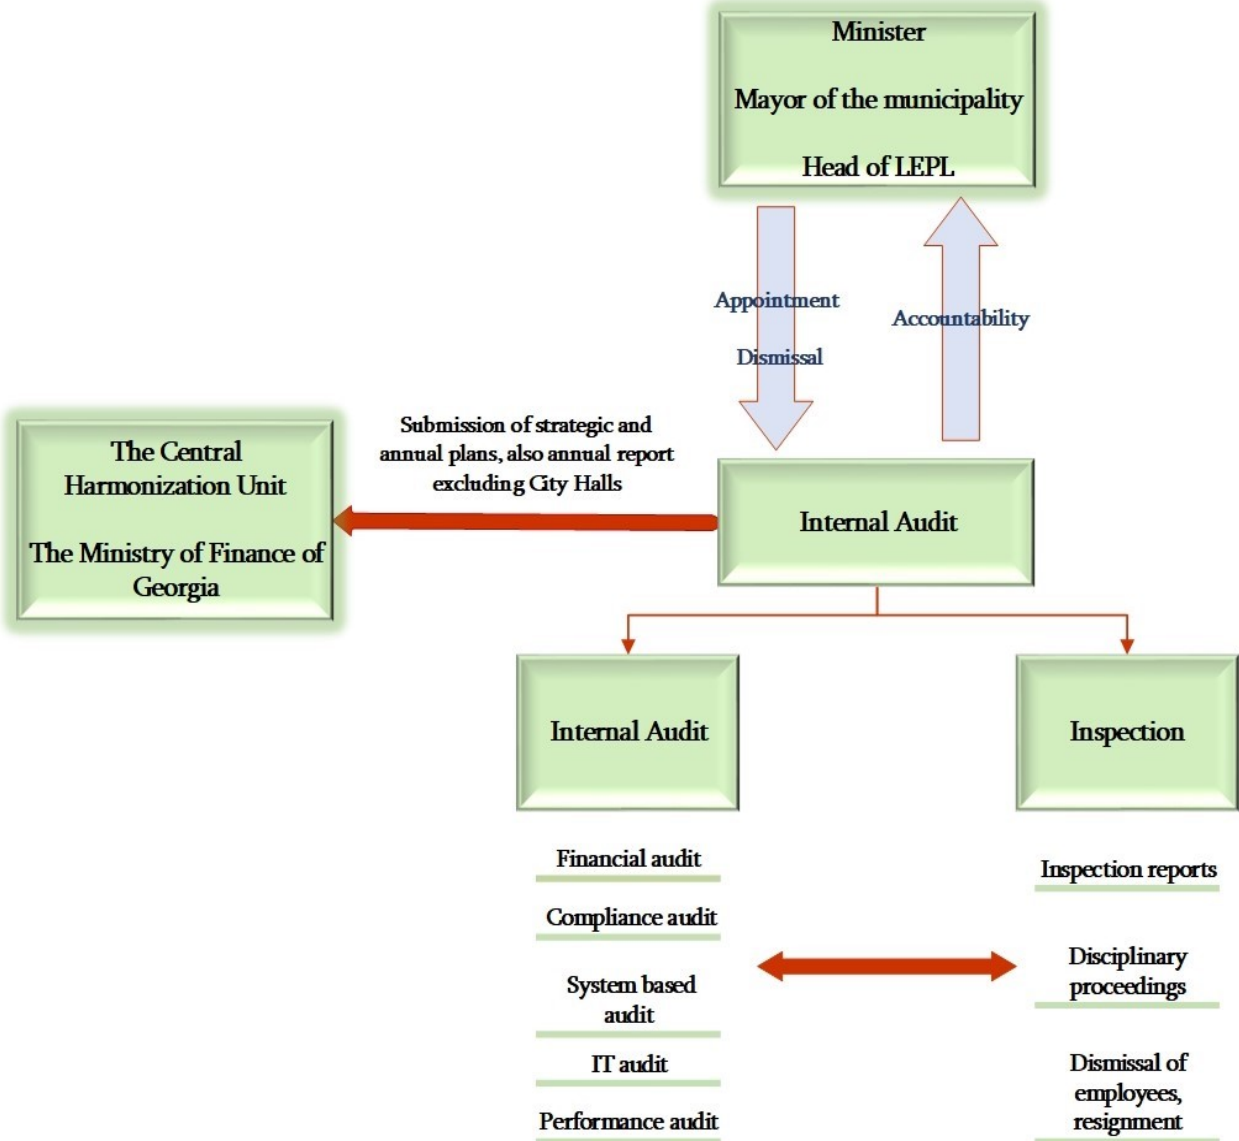 Minister
Mayor of the municipality
Head of LEPL
Appointment
Dismissal
Accountability
Submission of strategic and
annual plans, also annual report
excluding City Halls
The Central
Harmonization Unit
The Ministry of Finance of
Georgia
Internal Audit
Internal Audit
Inspection
Financial audit
Compliance audit
System based
audit
IT audit
Performance audit
Inspection reports
Disciplinary
proceedings
Dismissal of
employees,
resignment